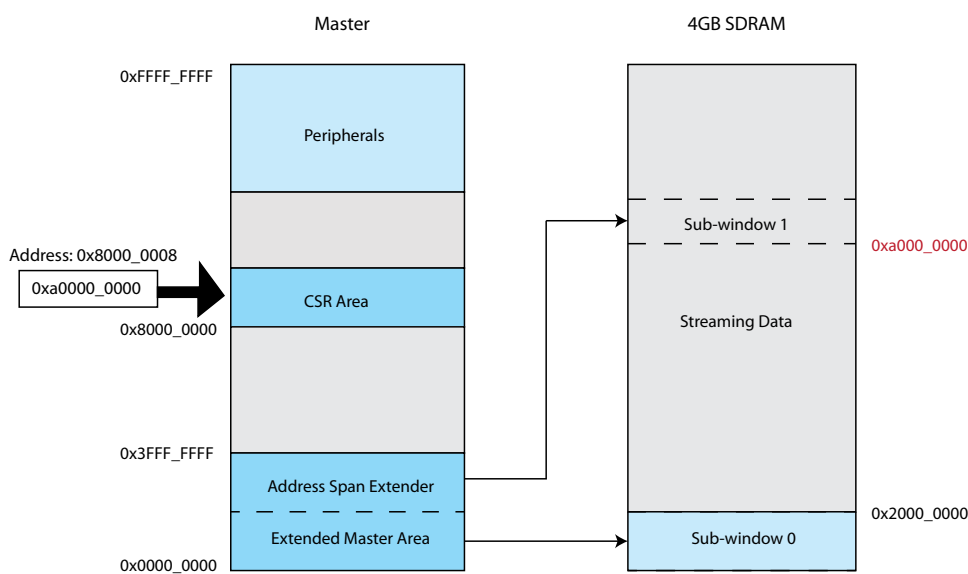 Master
4GB SDRAM
0xFFFF_FFFF
Peripherals
Sub-window 1
0xa000_0000
Address: 0x8000_0008
0xa0000_0000
CSR Area
0x8000_0000
Streaming Data
0x3FFF_FFFF
Address Span Extender
0x2000_0000
Extended Master Area
Sub-window 0
0x0000_0000